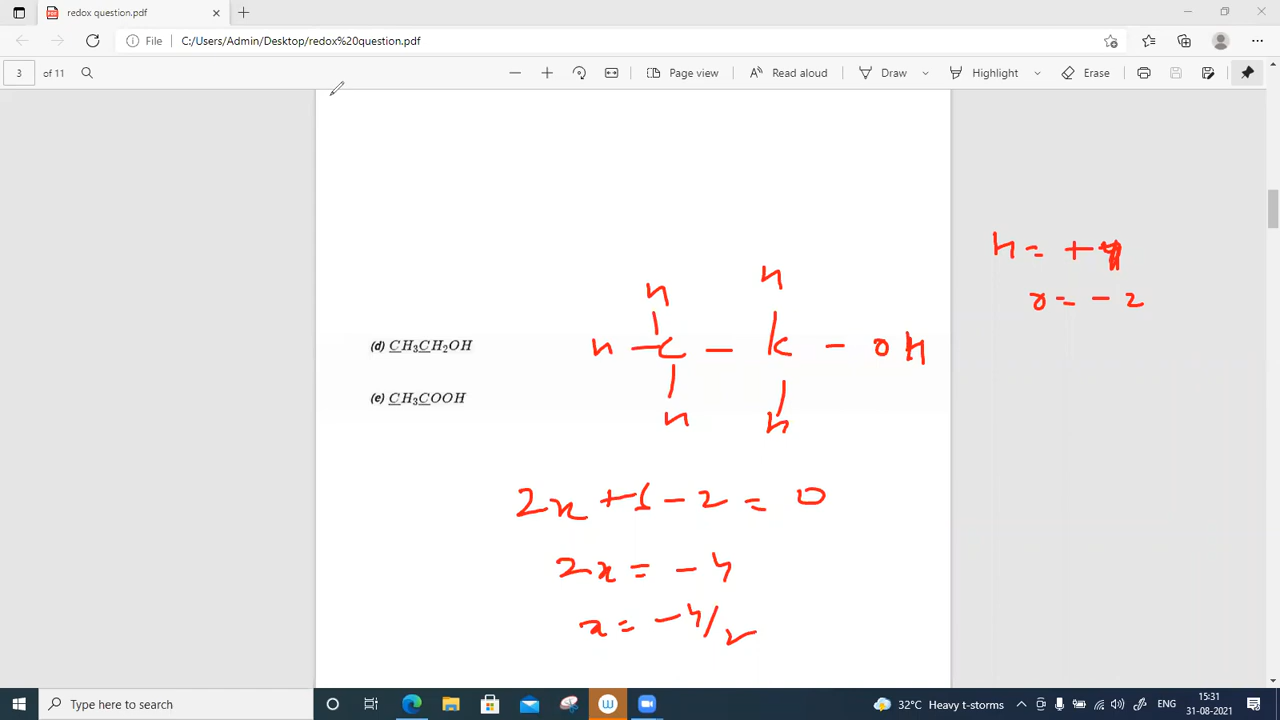 redox question.pdf
File C:/Users/Admin/Desktop/redox%20question.pdf
3 of 11 Page view Read aloud Draw Highlight Erase
H = +
= - 2
H H
(d) CH₃CH₂OH H - C - C - OH
(e) CH₃COOH
H H
2x + 6 - 2 = 0
2x = - 4
x = - 4/2
Type here to search W 32°C Heavy t-storms ENG 15:31
31-08-2021